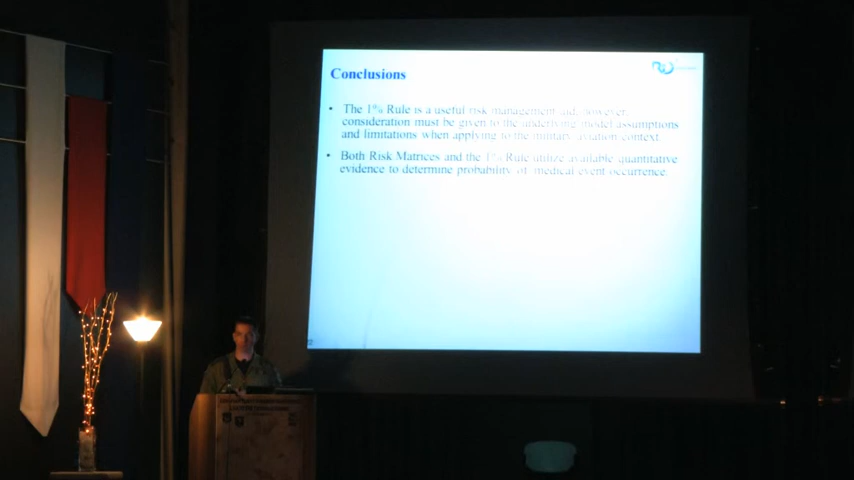 Conclusions
• The 1% Rule is a useful risk management aid, however,
consideration must be given to the underlying model assumptions
and limitations when applying to the military aviation context.
• Both Risk Matrices and the 1% Rule utilize available quantitative
evidence to determine probability of medical event occurrence.